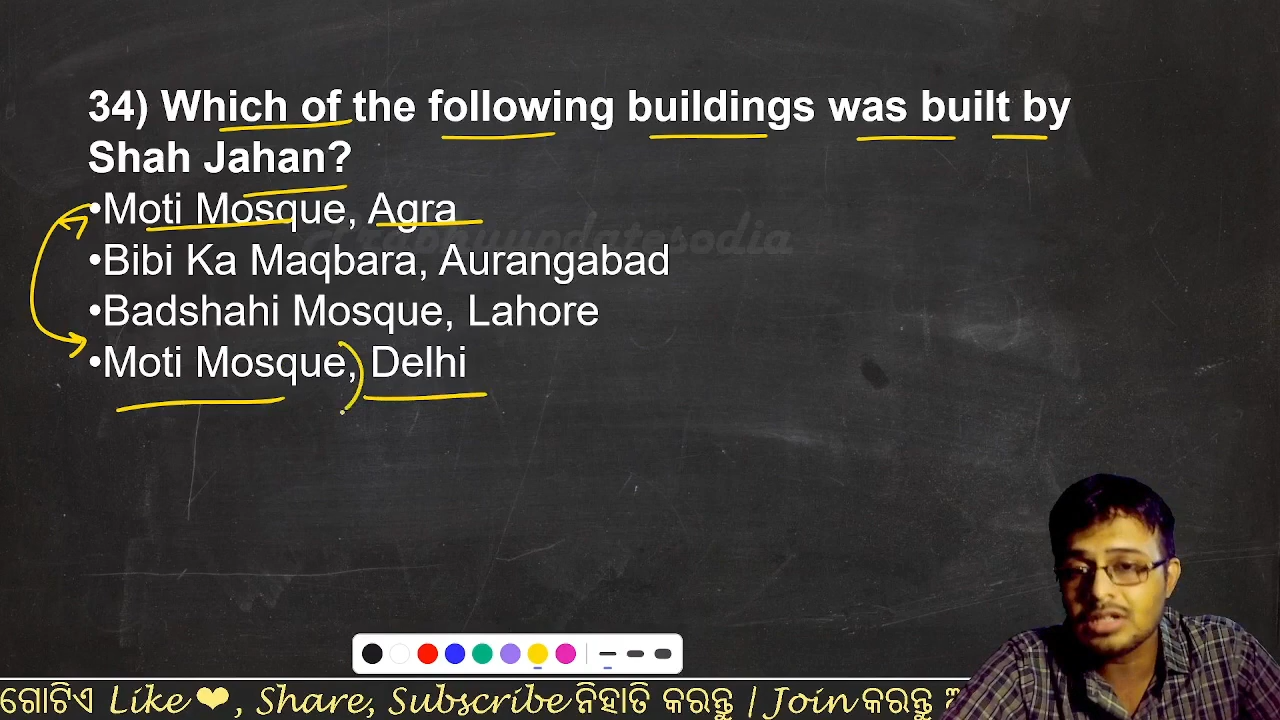 34) Which of the following buildings was built by
Shah Jahan?
•Moti Mosque, Agra
•Bibi Ka Maqbara, Aurangabad
•Badshahi Mosque, Lahore
•Moti Mosque, Delhi
ଗୋଟିଏ Like ❤, Share, Subscribe ନିହାତି କରନ୍ତୁ | Join କରନ୍ତୁ